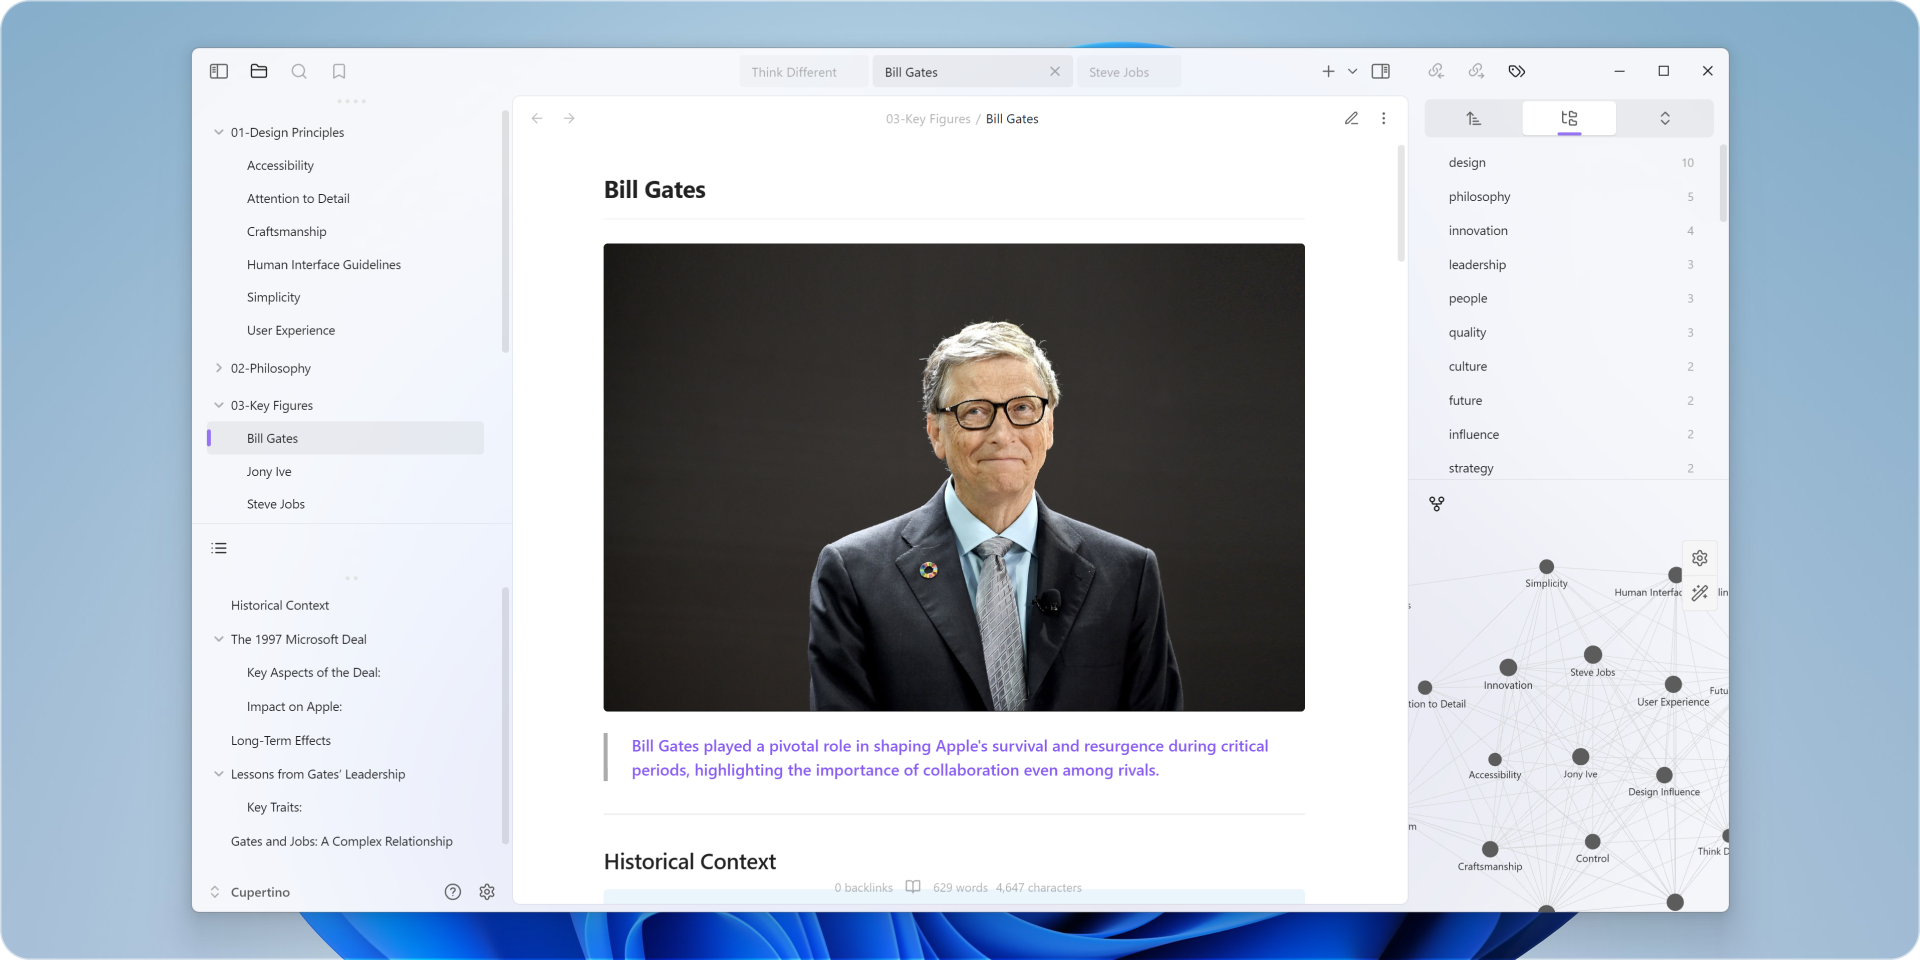 Think Different
Bill Gates
Steve Jobs
01-Design Principles
Accessibility
Attention to Detail
Craftsmanship
Human Interface Guidelines
Simplicity
User Experience
02-Philosophy
03-Key Figures
Bill Gates
Jony Ive
Steve Jobs
Historical Context
The 1997 Microsoft Deal
Key Aspects of the Deal:
Impact on Apple:
Long-Term Effects
Lessons from Gates' Leadership
Key Traits:
Gates and Jobs: A Complex Relationship
Cupertino
03-Key Figures / Bill Gates
Bill Gates
Bill Gates played a pivotal role in shaping Apple's survival and resurgence during critical
periods, highlighting the importance of collaboration even among rivals.
Historical Context
0 backlinks 629 words 4,647 characters
design 10
philosophy 5
innovation 4
leadership 3
people 3
quality 3
culture 2
future 2
influence 2
strategy 2
Simplicity
Human Interfac lin
s
Steve Jobs
Innovation
tion to Detail
User Experience
Futu
Accessibility
Jony Ive
Design Influence
m
Craftsmanship
Control
Think D